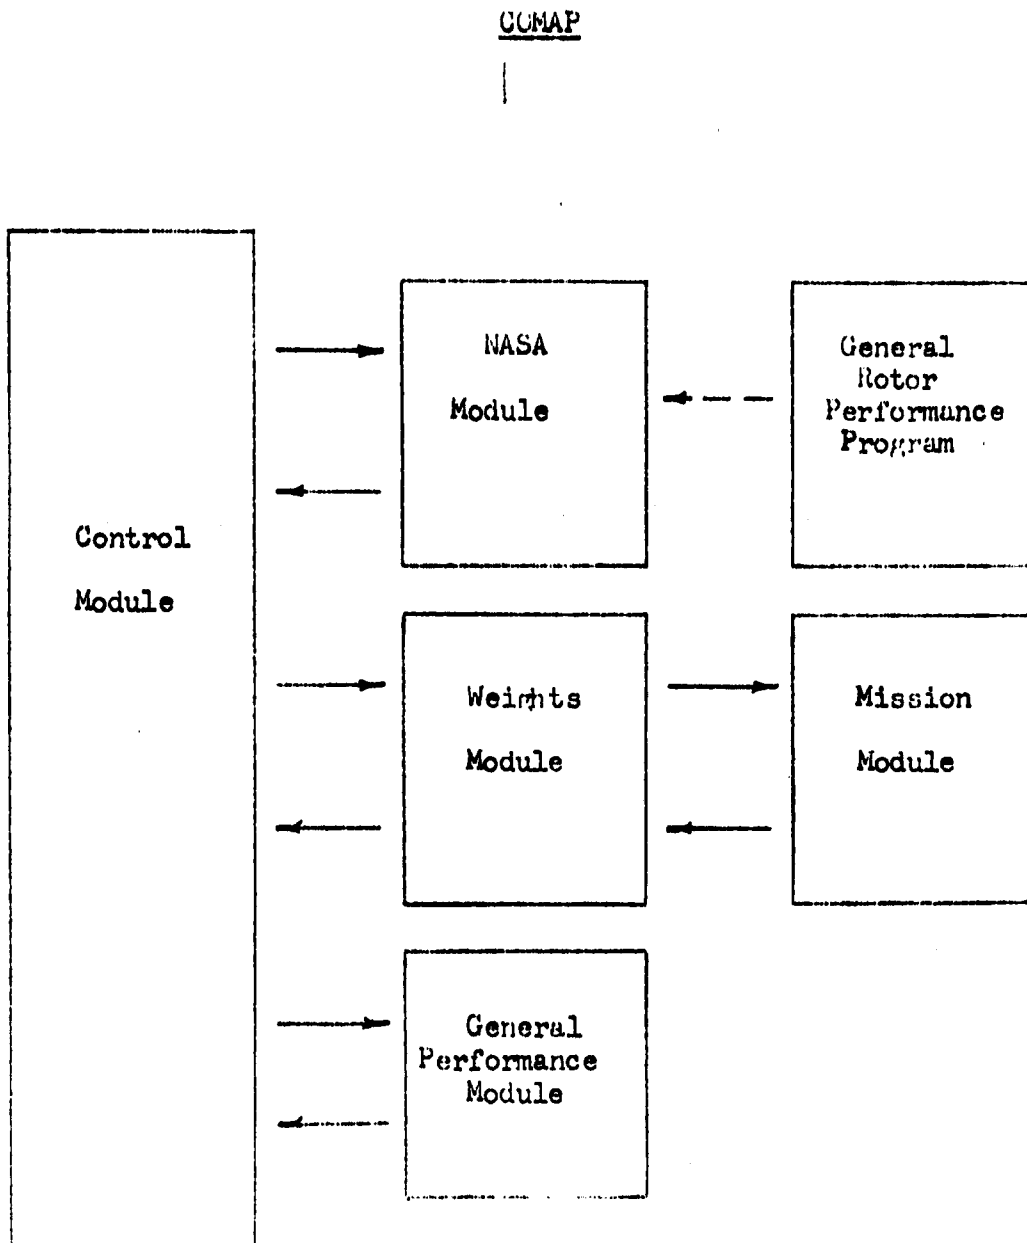 COMAP
NASA
Module
General
Rotor
Performance
Program
Control
Module
Weights
Module
Mission
Module
General
Performance
Module